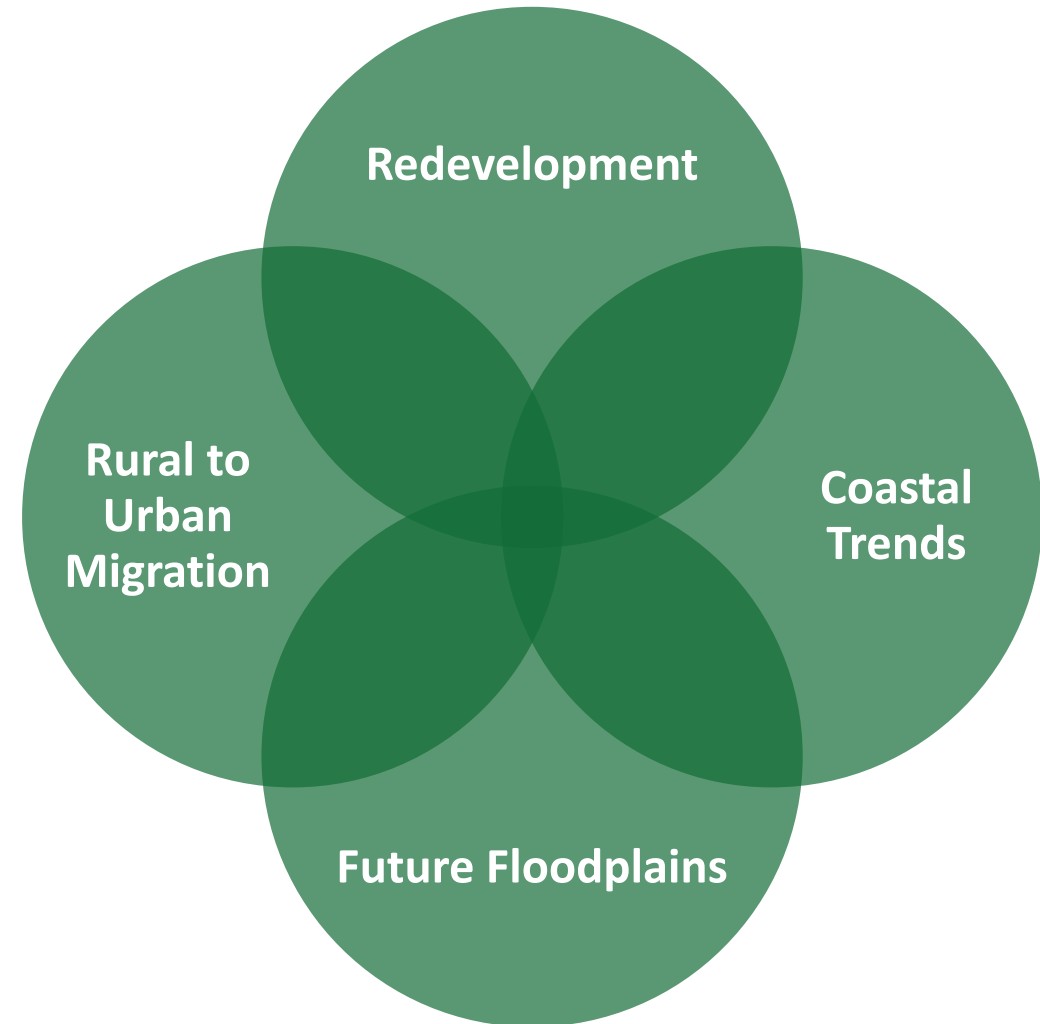 Redevelopment
Rural to
Urban
Migration
Coastal
Trends
Future Floodplains